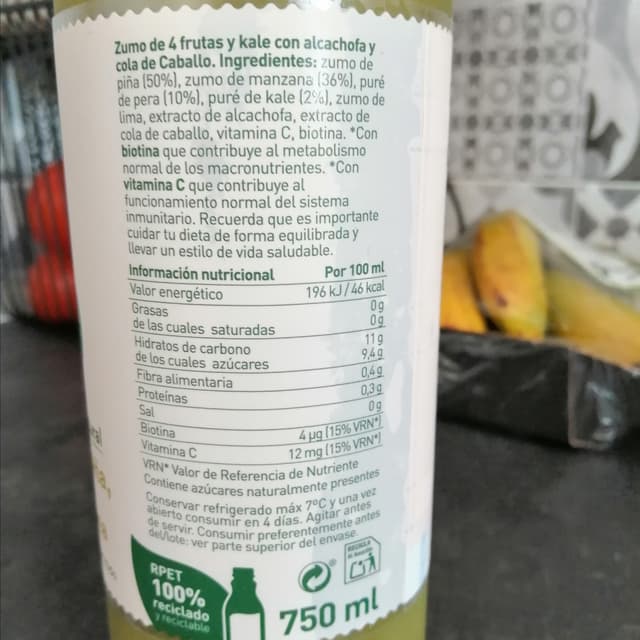 Zumo de 4 frutas y kale con alcachofa y
cola de Caballo. Ingredientes: zumo de
piña (50%), zumo de manzana (36%), puré
de pera (10%), puré de kale (2%), zumo de
lima, extracto de alcachofa, extracto de
cola de caballo, vitamina C, biotina. *Con
biotina que contribuye al metabolismo
normal de los macronutrientes. *Con
vitamina C que contribuye al
funcionamiento normal del sistema
inmunitario. Recuerda que es importante
cuidar tu dieta de forma equilibrada y
llevar un estilo de vida saludable.
Información nutricional Por 100 ml
Valor energético 196 kJ/46 kcal
Grasas 0g
de las cuales saturadas 0g
Hidratos de carbono 11g
de los cuales azúcares 9,4g
Fibra alimentaria 0,4g
Proteínas 0,3g
Sal 0g
Biotina 4 µg (15% VRN*)
Vitamina C 12 mg (15% VRN*)
VRN* Valor de Referencia de Nutriente
Contiene azúcares naturalmente presentes
Conservar refrigerado máx 7ºC y una vez
abierto consumir en 4 días. Agitar antes
de servir. Consumir preferentemente antes
del/lote: ver parte superior del envase.
RPET
100%
reciclado
y reciclable
RECICLA
750 ml